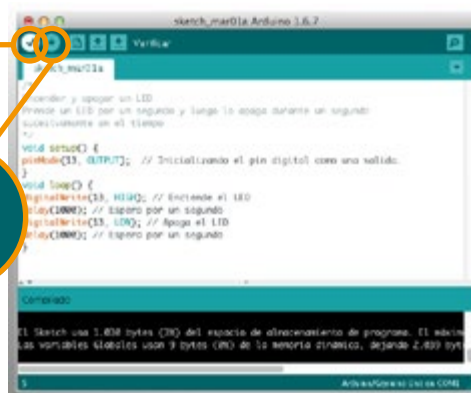 sketch_mar01a Arduino 1.6.7
Verificar
sketch_mar01a
/*
Encender y apagar un LED
Prende un LED por un segundo y luego lo apaga durante un segundo
sucesivamente en el tiempo
*/
void setup() {
pinMode(13, OUTPUT); // Inicializando el pin digital como una salida.
}
void loop() {
digitalWrite(13, HIGH); // Enciende el LED
delay(1000); // Espera por un segundo
digitalWrite(13, LOW); // Apaga el LED
delay(1000); // Espera por un segundo
}
Compilado
El Sketch usa 1.030 bytes (3%) del espacio de almacenamiento de programa. El máxim
Las variables Globales usan 9 bytes (0%) de la memoria dinámica, dejando 2.039 byt
5
Arduino/Genuino Uno en COM1